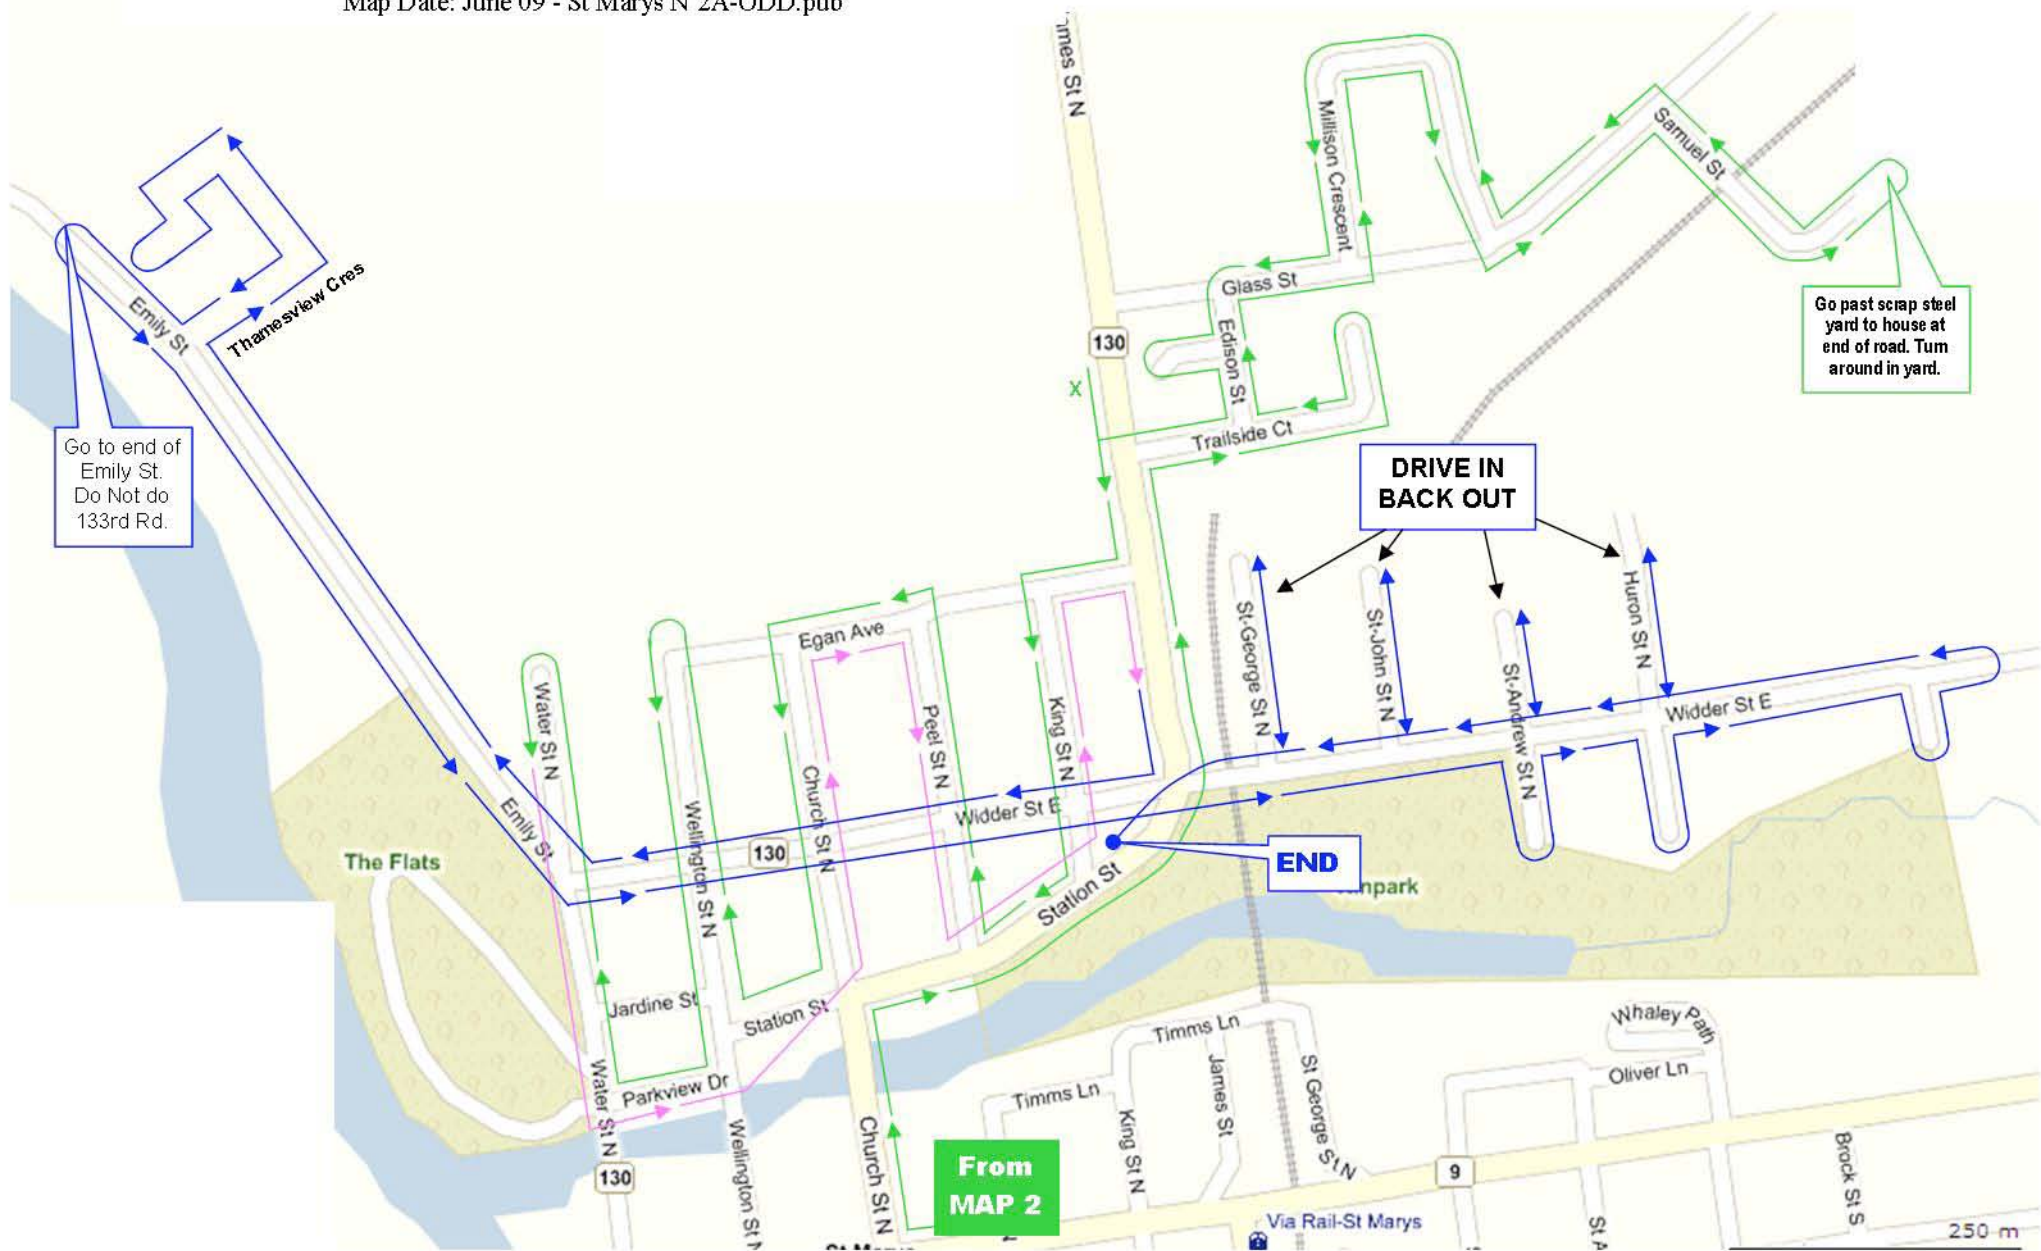 Map Date: June 09 - St Marys N 2A-ODD.pub
mes St N
Millison Crescent
Samuel St
Glass St
Edison St
130
X
Trailside Ct
Thamesview Cres
Emily St
Go to end of
Emily St.
Do Not do
133rd Rd.
Go past scrap steel
yard to house at
end of road. Turn
around in yard.
DRIVE IN
BACK OUT
St-George St N
St-John St N
St-Andrew St N
Huron St N
Widder St E
Egan Ave
Water St N
Wellington St N
Church St N
Peel St N
King St N
Widder St E
130
Emily St
The Flats
Station St
END
npark
Jardine St
Station St
Parkview Dr
Water St N
130
Wellington St N
Church St N
From
MAP 2
Timms Ln
Timms Ln
King St N
James St
St George St N
Whaley Path
Oliver Ln
9
Brock St S
St A
Via Rail-St Marys
250 m